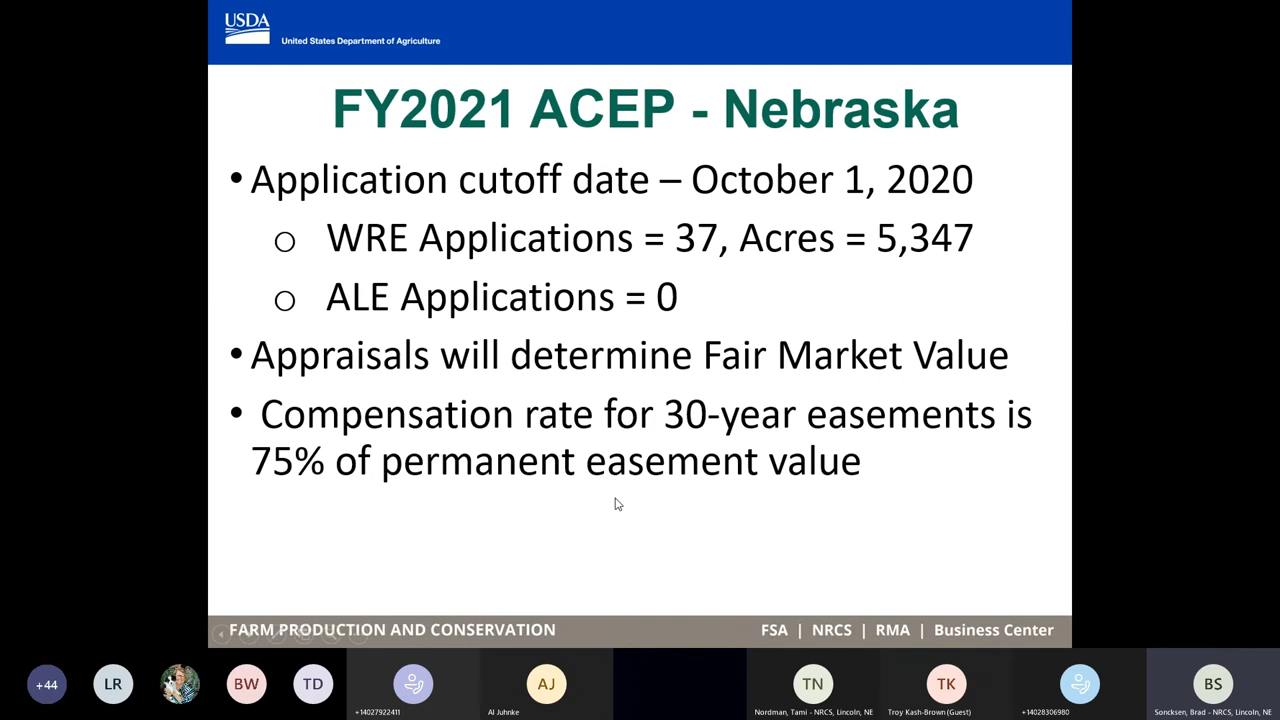 USDA
United States Department of Agriculture
FY2021 ACEP - Nebraska
• Application cutoff date – October 1, 2020
o WRE Applications = 37, Acres = 5,347
o ALE Applications = 0
• Appraisals will determine Fair Market Value
• Compensation rate for 30-year easements is
75% of permanent easement value
FARM PRODUCTION AND CONSERVATION
FSA | NRCS | RMA | Business Center
+44
LR
BW
TD
+14027922411
AJ
Al Juhnke
TN
Nordman, Tami - NRCS, Lincoln, NE
TK
Troy Kash-Brown (Guest)
+14028306980
BS
Soncksen, Brad - NRCS, Lincoln, NE